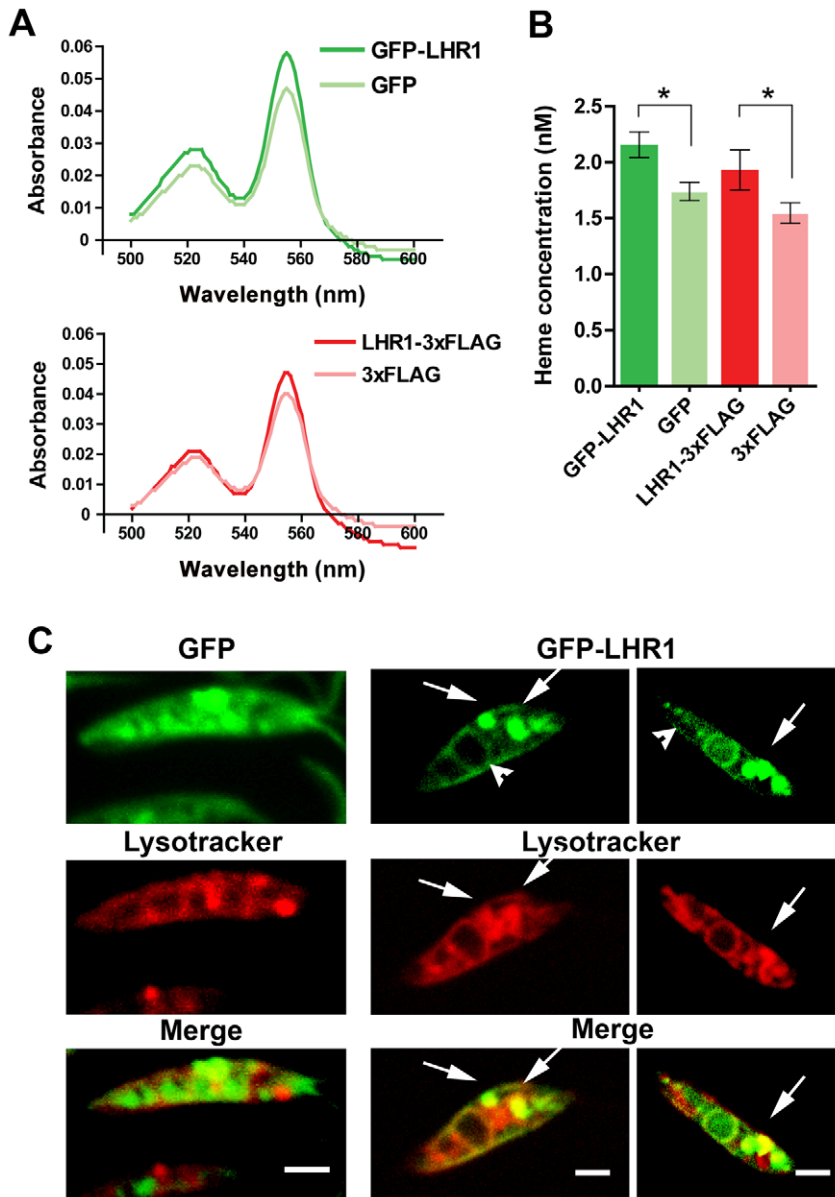 A
0.06
0.05
0.04
0.03
0.02
0.01
0
Absorbance
500 520 540 560 580 600
Wavelength (nm)
GFP-LHR1
GFP
0.06
0.05
0.04
0.03
0.02
0.01
0
Absorbance
500 520 540 560 580 600
Wavelength (nm)
LHR1-3xFLAG
3xFLAG
B
* *
2.5
2.0
1.5
1.0
0.5
0.0
Heme concentration (nM)
GFP-LHR1
GFP
LHR1-3xFLAG
3xFLAG
C
GFP GFP-LHR1
Lysotracker Lysotracker
Merge Merge